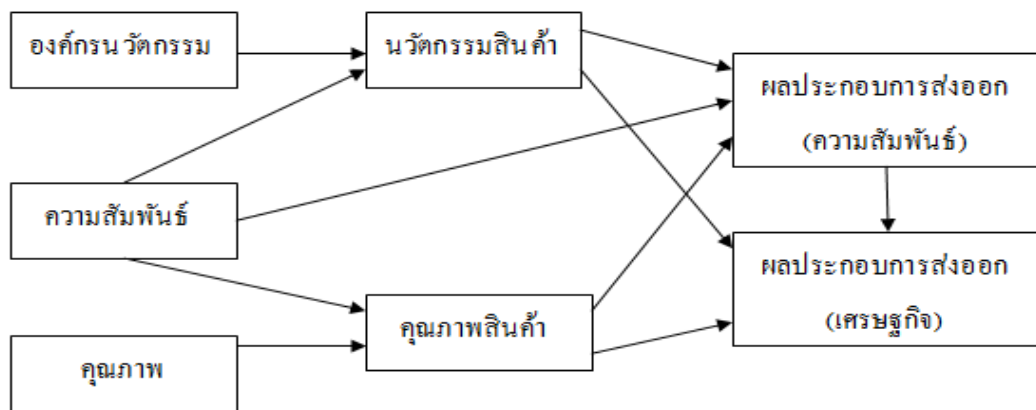 องค์กรนวัตกรรม
นวัตกรรมสินค้า
ผลประกอบการส่งออก
(ความสัมพันธ์)
ความสัมพันธ์
ผลประกอบการส่งออก
(เศรษฐกิจ)
คุณภาพสินค้า
คุณภาพ